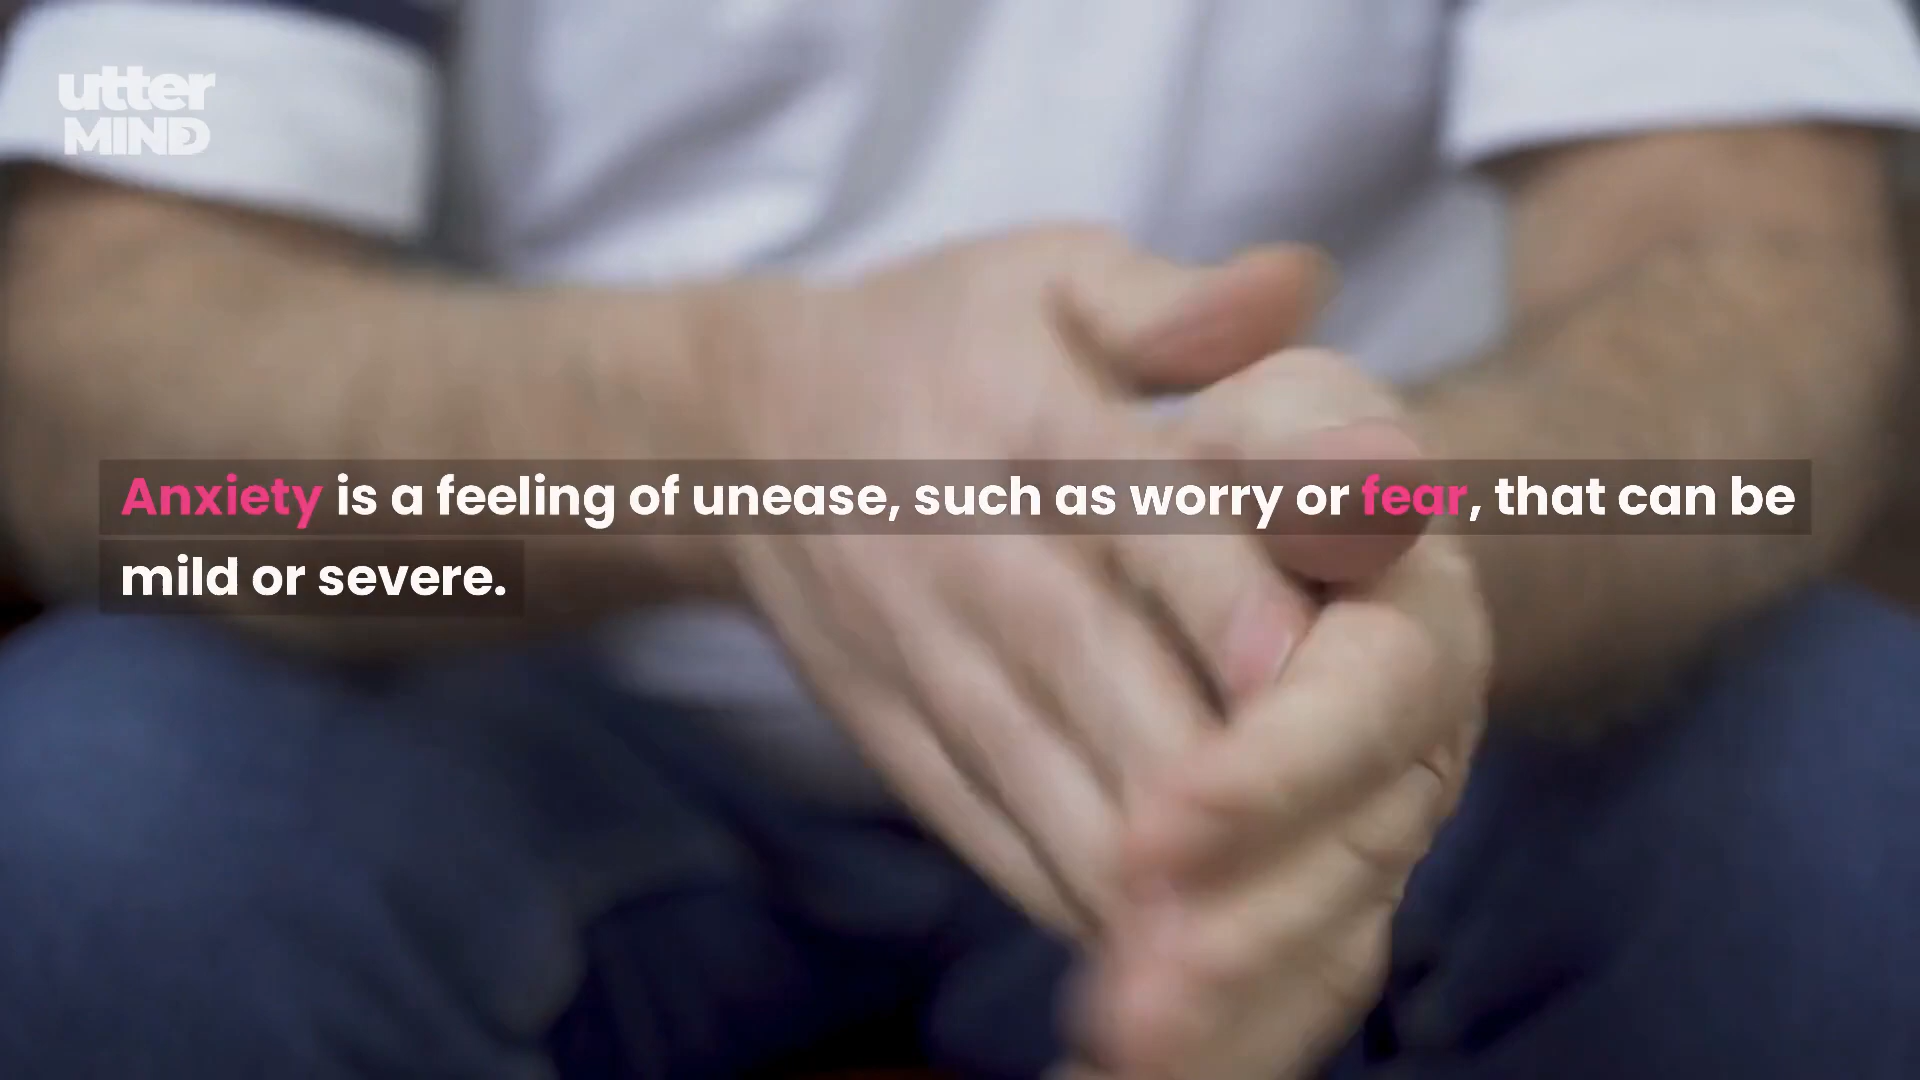 utter
MIND
Anxiety is a feeling of unease, such as worry or fear, that can be
mild or severe.